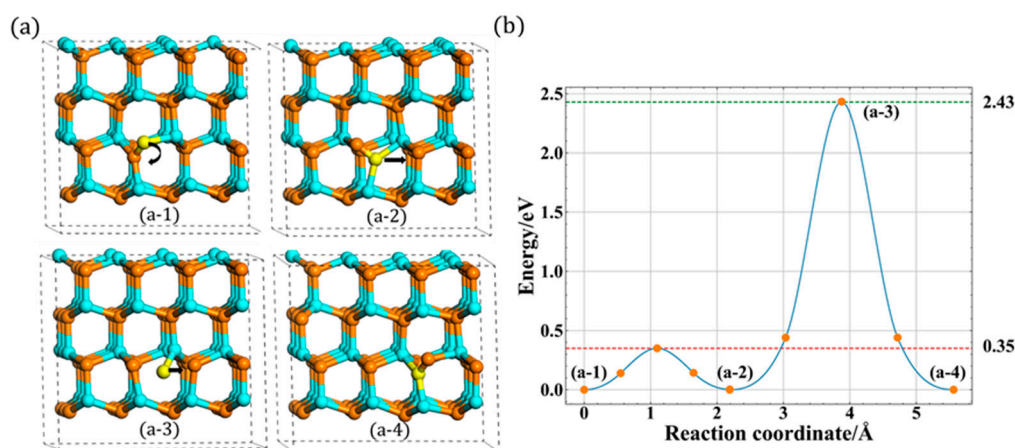 (a)
(a-1)
(a-2)
(a-3)
(a-4)
(b)
Energy/eV
2.5
2.0
1.5
1.0
0.5
0.0
(a-1)
(a-2)
(a-3)
(a-4)
2.43
0.35
0
1
2
3
4
5
Reaction coordinate/Å